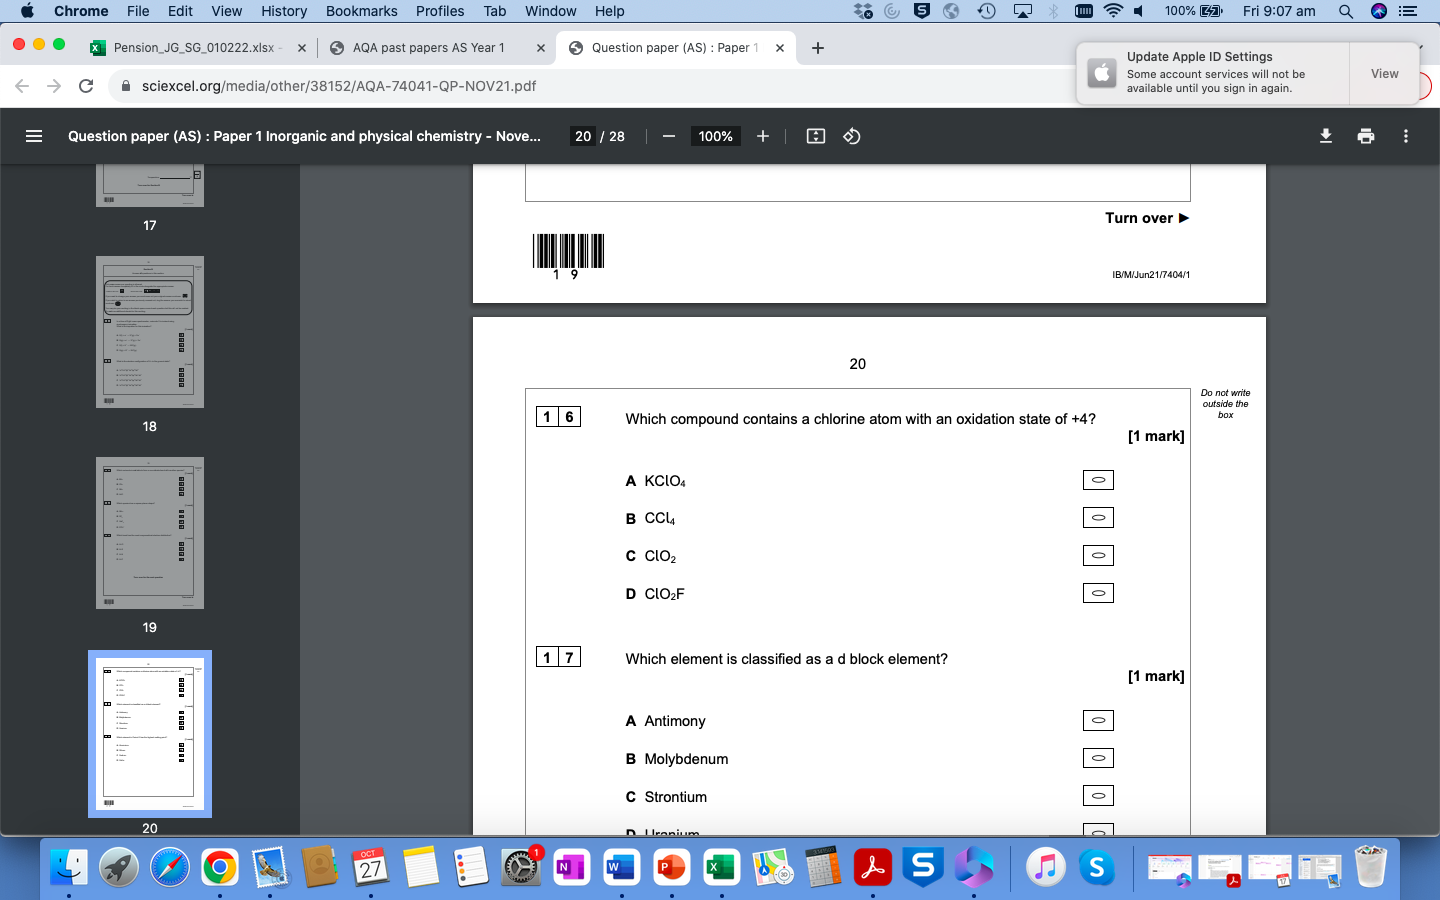 Chrome File Edit View History Bookmarks Profiles Tab Window Help 100% Fri 9:07 am
Pension_JG_SG_010222.xlsx -
AQA past papers AS Year 1
Question paper (AS) : Paper 1
Update Apple ID Settings
Some account services will not be
available until you sign in again.
View
sciexcel.org/media/other/38152/AQA-74041-QP-NOV21.pdf
Question paper (AS) : Paper 1 Inorganic and physical chemistry - Nove... 20 / 28 100%
17
18
19
20
Turn over
1 9
IB/M/Jun21/7404/1
20
Do not write
outside the
box
1 6 Which compound contains a chlorine atom with an oxidation state of +4?
[1 mark]
A KClO₄
B CCl₄
C ClO₂
D ClO₂F
1 7 Which element is classified as a d block element?
[1 mark]
A Antimony
B Molybdenum
C Strontium
D Uranium
OCT
27
1
N
W
P
X
3D
S
S
17